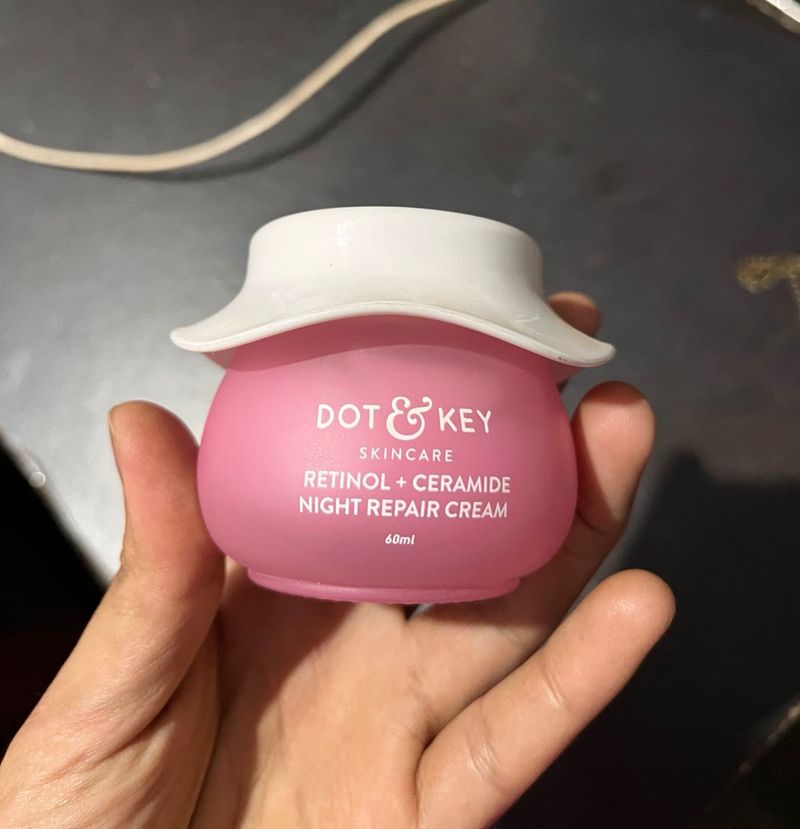 DOT & KEY
SKINCARE
RETINOL + CERAMIDE
NIGHT REPAIR CREAM
60ml